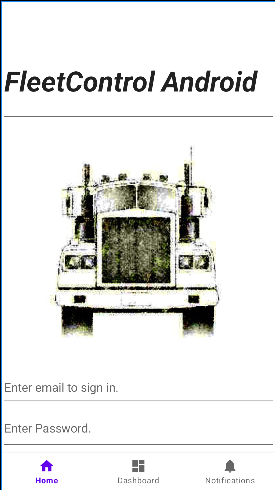 FleetControl Android
Enter email to sign in.
Enter Password.
Home
Dashboard
Notifications